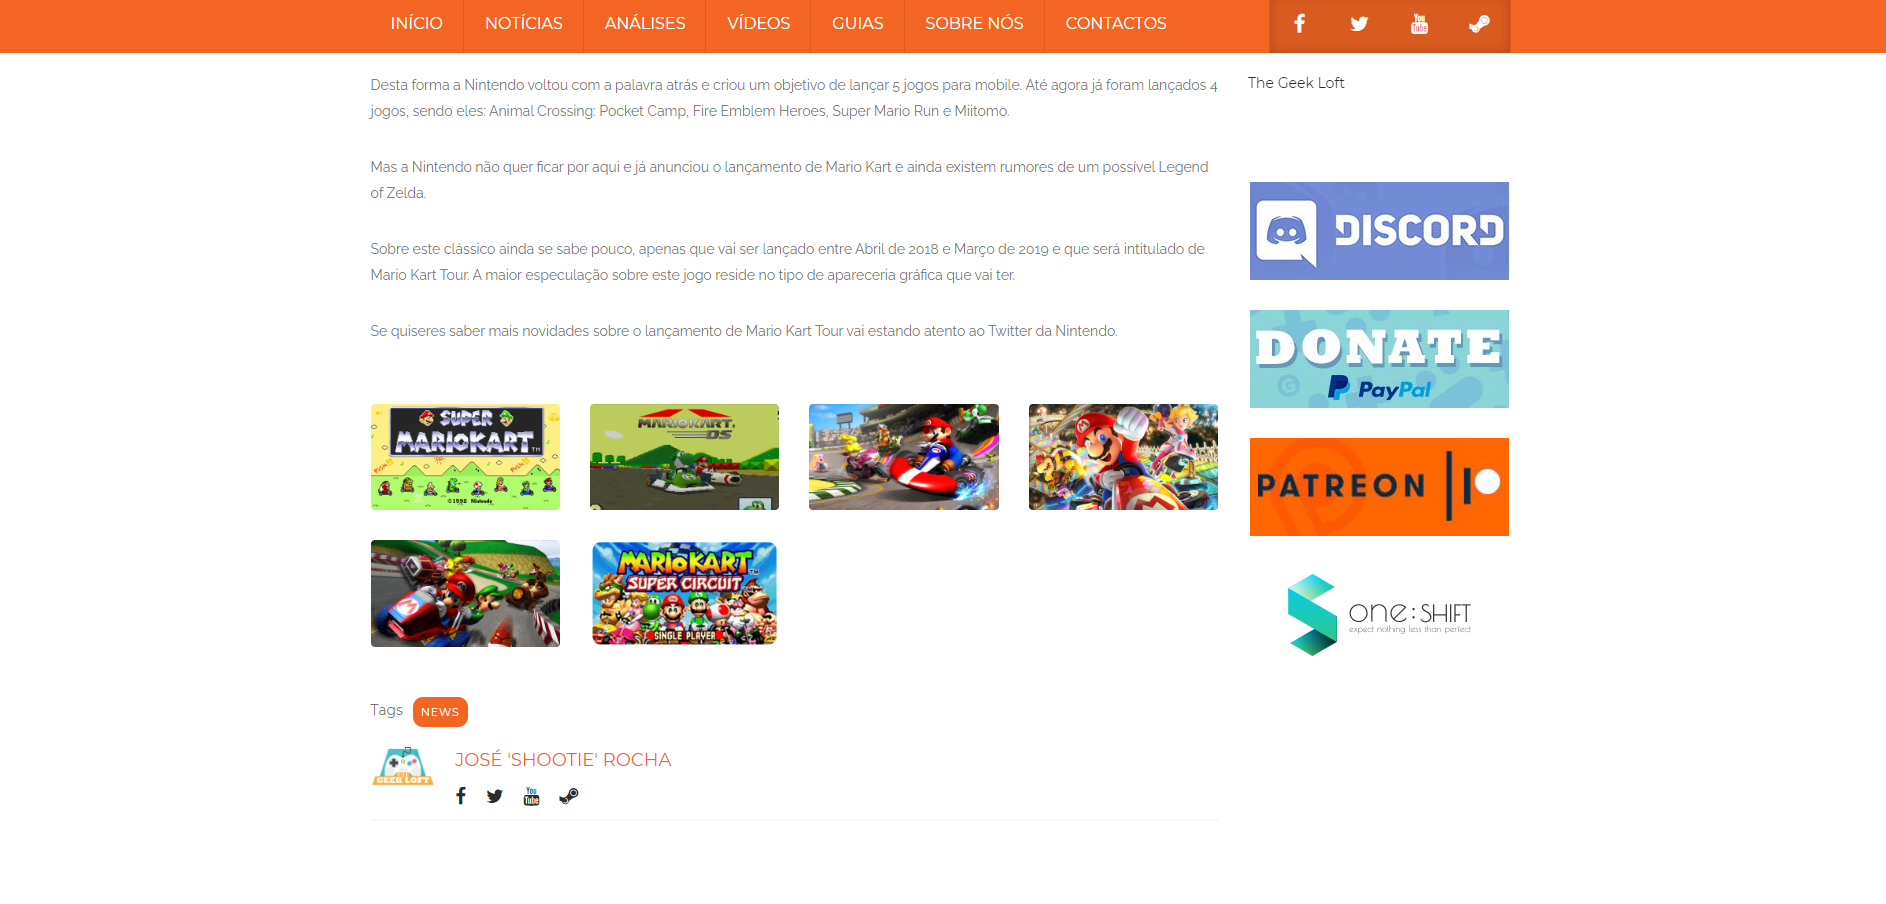 INÍCIO NOTÍCIAS ANÁLISES VÍDEOS GUIAS SOBRE NÓS CONTACTOS You Tube
Desta forma a Nintendo voltou com a palavra atrás e criou um objetivo de lançar 5 jogos para mobile. Até agora já foram lançados 4
jogos, sendo eles: Animal Crossing: Pocket Camp, Fire Emblem Heroes, Super Mario Run e Miitomo.
Mas a Nintendo não quer ficar por aqui e já anunciou o lançamento de Mario Kart e ainda existem rumores de um possível Legend
of Zelda.
Sobre este clássico ainda se sabe pouco, apenas que vai ser lançado entre Abril de 2018 e Março de 2019 e que será intitulado de
Mario Kart Tour. A maior especulação sobre este jogo reside no tipo de apareceria gráfica que vai ter.
Se quiseres saber mais novidades sobre o lançamento de Mario Kart Tour vai estando atento ao Twitter da Nintendo.
SUPER
MARIOKART TM
©1992 Nintendo
MARIOKART
DS
MARIOKART TM
SUPER CIRCUIT
SINGLE PLAYER
Tags NEWS
GEEK LOFT
JOSÉ 'SHOOTIE' ROCHA
You Tube
The Geek Loft
DISCORD
DONATE
PayPal
PATREON
one:SHIFT
expect nothing less than perfect